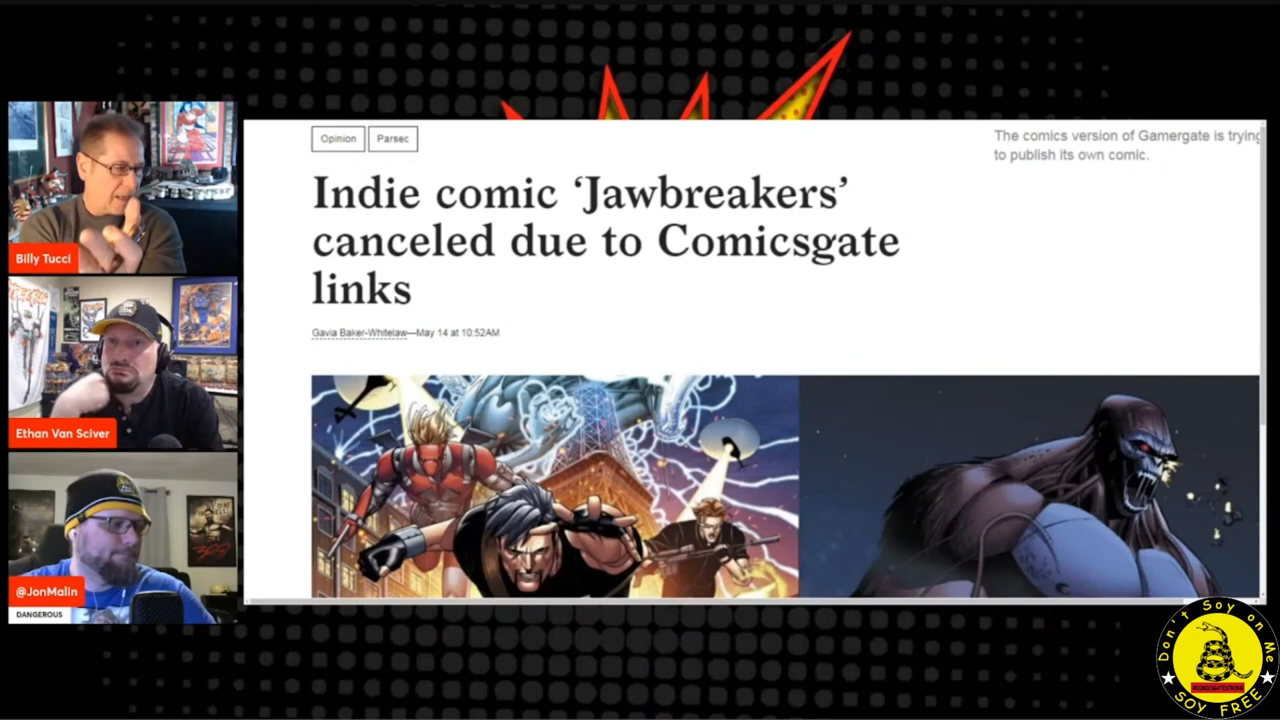 Opinion
Parsec
The comics version of Gamergate is trying
to publish its own comic.
Indie comic ‘Jawbreakers’
canceled due to Comicsgate
links
Gavia Baker-Whitelaw—May 14 at 10:52AM
Billy Tucci
Ethan Van Sciver
@JonMalin
DANGEROUS
Don't Soy on Me
SOY FREE